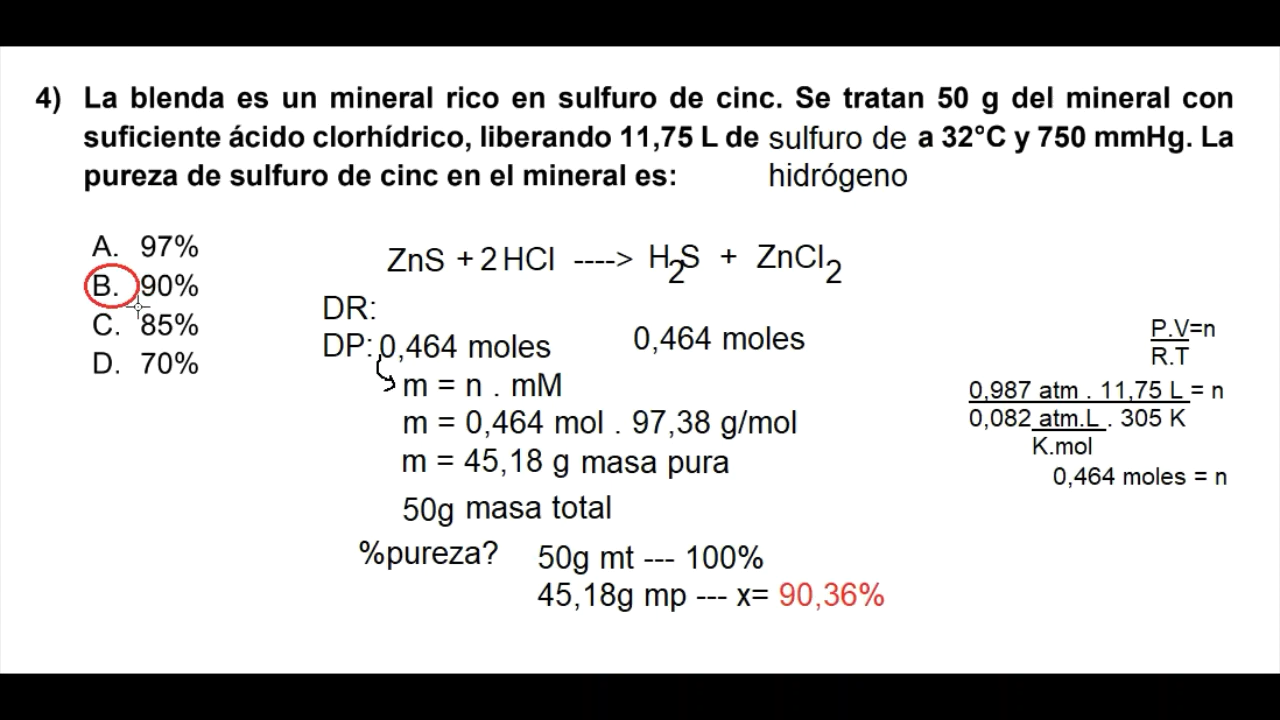 4) La blenda es un mineral rico en sulfuro de cinc. Se tratan 50 g del mineral con
suficiente ácido clorhídrico, liberando 11,75 L de sulfuro de a 32°C y 750 mmHg. La
pureza de sulfuro de cinc en el mineral es: hidrógeno
A. 97%
B. 90%
C. 85%
D. 70%
ZnS + 2 HCl ----> H2S + ZnCl2
DR:
DP: 0,464 moles 0,464 moles
m = n . mM
m = 0,464 mol . 97,38 g/mol
m = 45,18 g masa pura
50g masa total
%pureza? 50g mt --- 100%
45,18g mp --- x= 90,36%
P.V=n
R.T
0,987 atm . 11,75 L = n
0,082 atm.L . 305 K
K.mol
0,464 moles = n